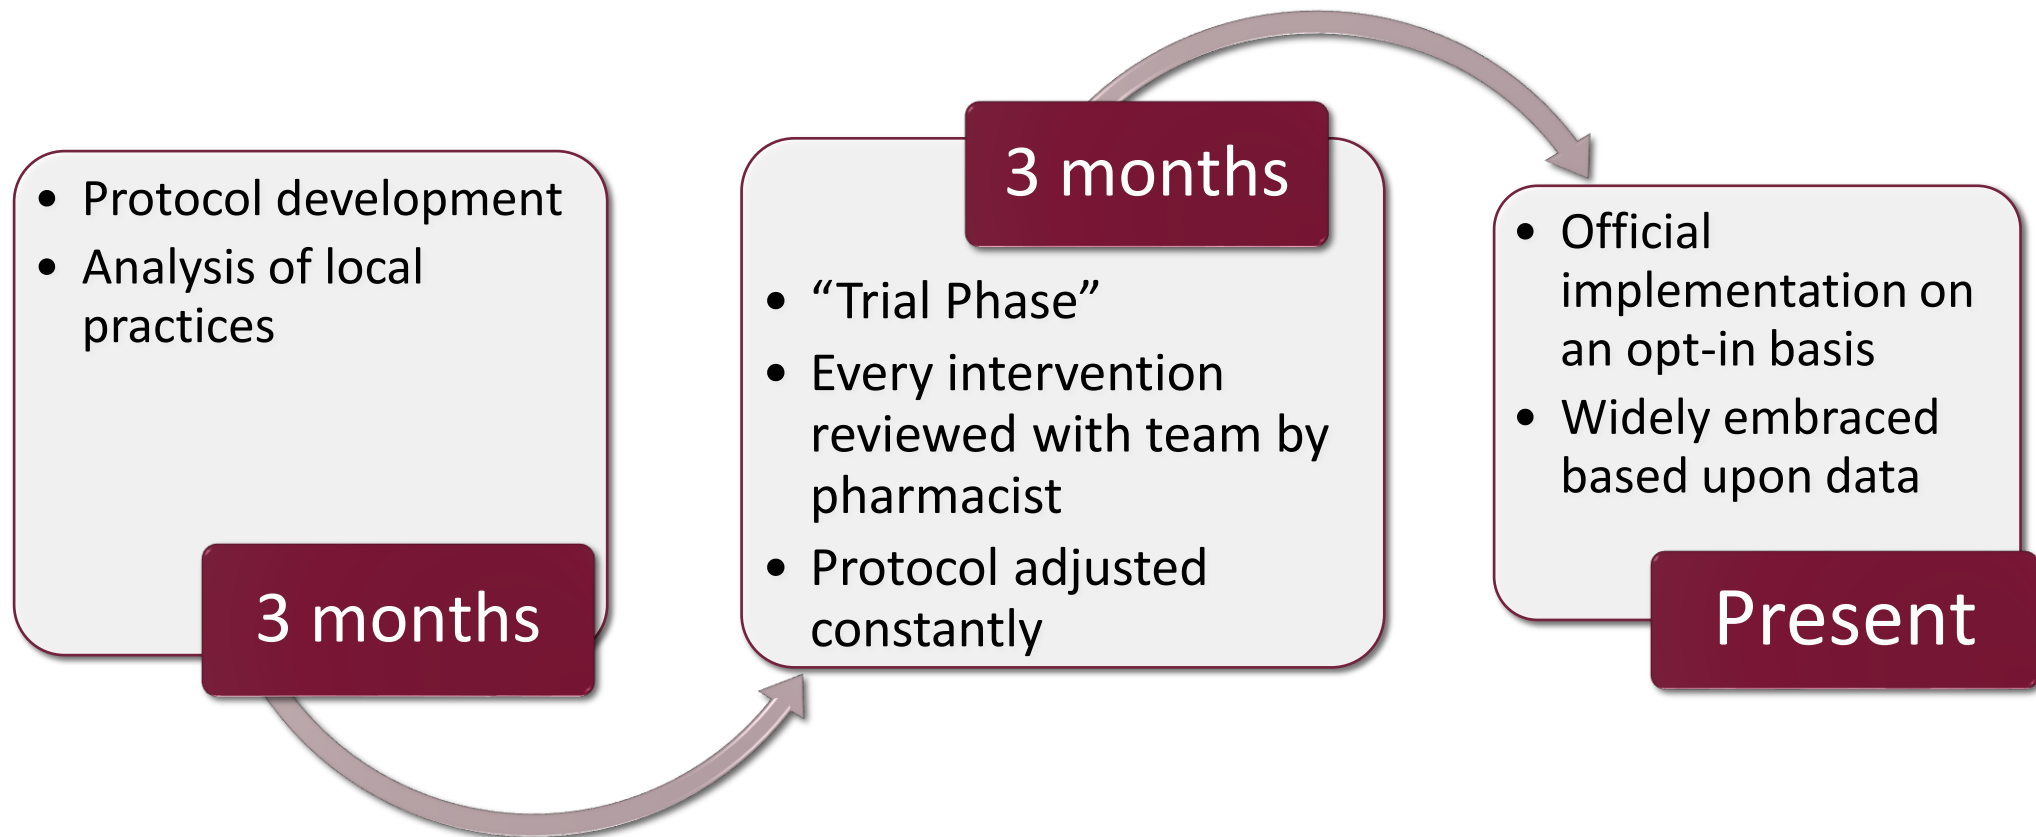 • Protocol development
• Analysis of local
practices
3 months
3 months
• “Trial Phase”
• Every intervention
reviewed with team by
pharmacist
• Protocol adjusted
constantly
• Official
implementation on
an opt-in basis
• Widely embraced
based upon data
Present